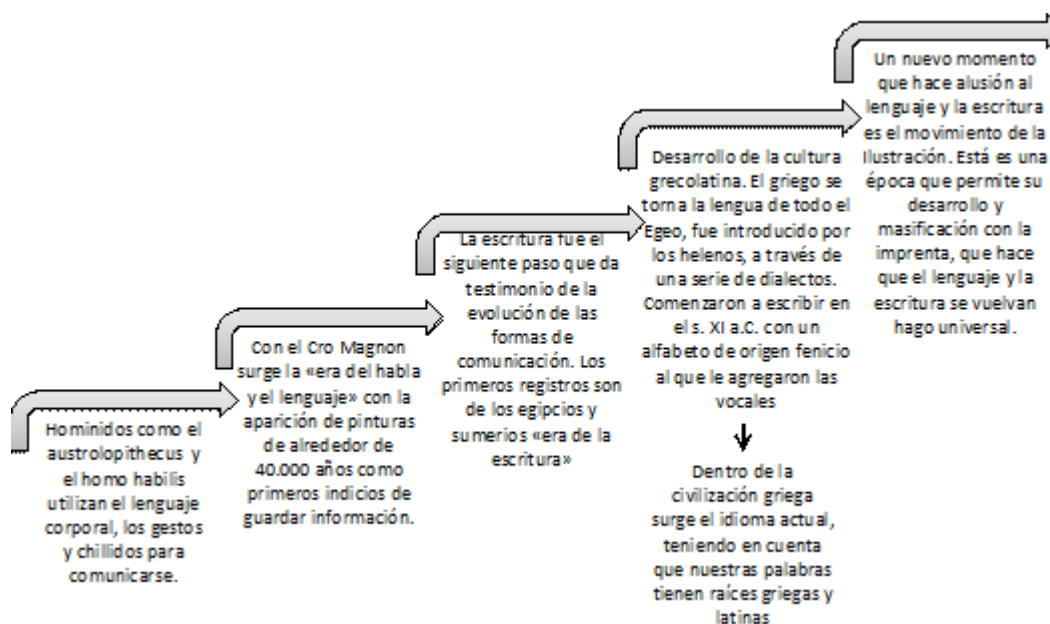 Hominidos como el
austrolopithecus y
el homo habilis
utilizan el lenguaje
corporal, los gestos
y chillidos para
comunicarse.
Con el Cro Magnon
surge la «era del habla
y el lenguaje» con la
aparición de pinturas
de alrededor de
40.000 años como
primeros indicios de
guardar información.
La escritura fue el
siguiente paso que da
testimonio de la
evolución de las
formas de
comunicación. Los
primeros registros son
de los egipcios y
sumerios «era de la
escritura»
Desarrollo de la cultura
grecolatina. El griego se
torna la lengua de todo el
Egeo, fue introducido por
los helenos, a través de
una serie de dialectos.
Comenzaron a escribir en
el s. XI a.C. con un
alfabeto de origen fenicio
al que le agregaron las
vocales
Dentro de la
civilización griega
surge el idioma actual,
teniendo en cuenta
que nuestras palabras
tienen raíces griegas y
latinas
Un nuevo momento
que hace alusión al
lenguaje y la escritura
es el movimiento de la
Ilustración. Está es una
época que permite su
desarrollo y
masificación con la
imprenta, que hace
que el lenguaje y la
escritura se vuelvan
hago universal.